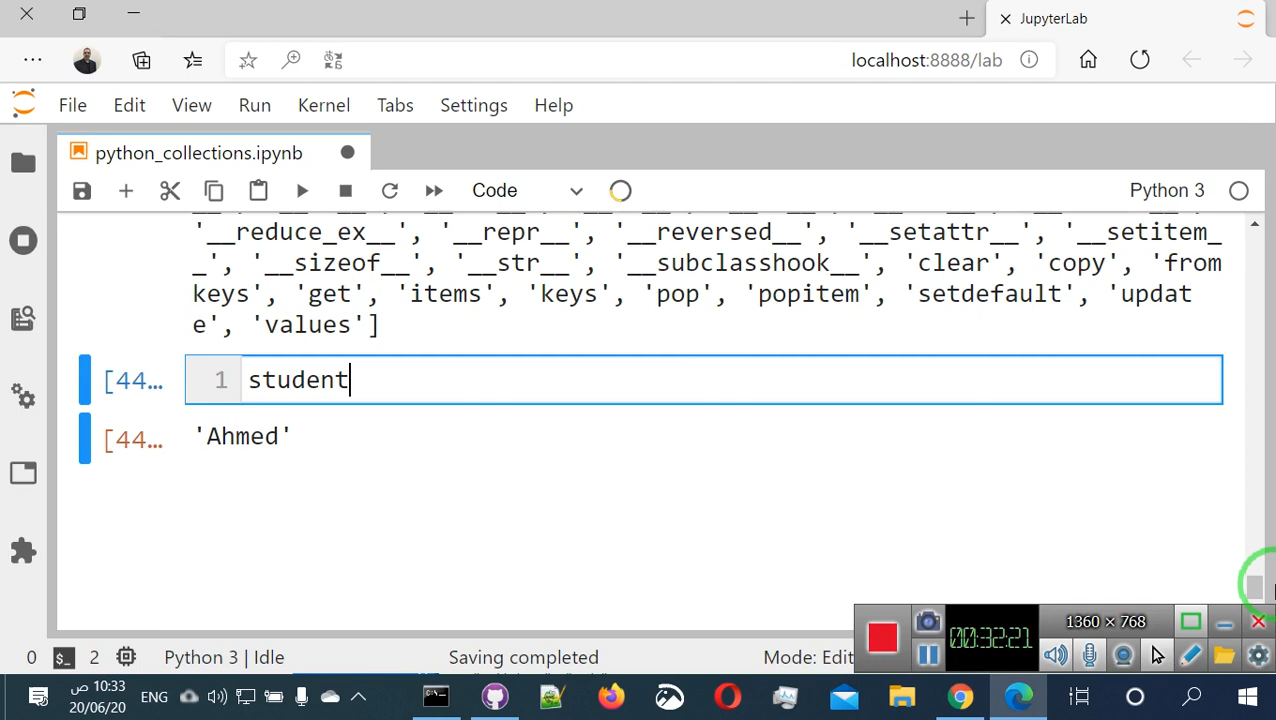 JupyterLab
localhost:8888/lab
File Edit View Run Kernel Tabs Settings Help
python_collections.ipynb
Code
Python 3
'__reduce_ex__', '__repr__', '__reversed__', '__setattr__', '__setitem_
_', '__sizeof__', '__str__', '__subclasshook__', 'clear', 'copy', 'from
keys', 'get', 'items', 'keys', 'pop', 'popitem', 'setdefault', 'updat
e', 'values']
[44… 1 student
[44… 'Ahmed'
1360 × 768
00:32:21
0 2 Python 3 | Idle Saving completed Mode: Edit
10:33 ص ENG
20/06/20